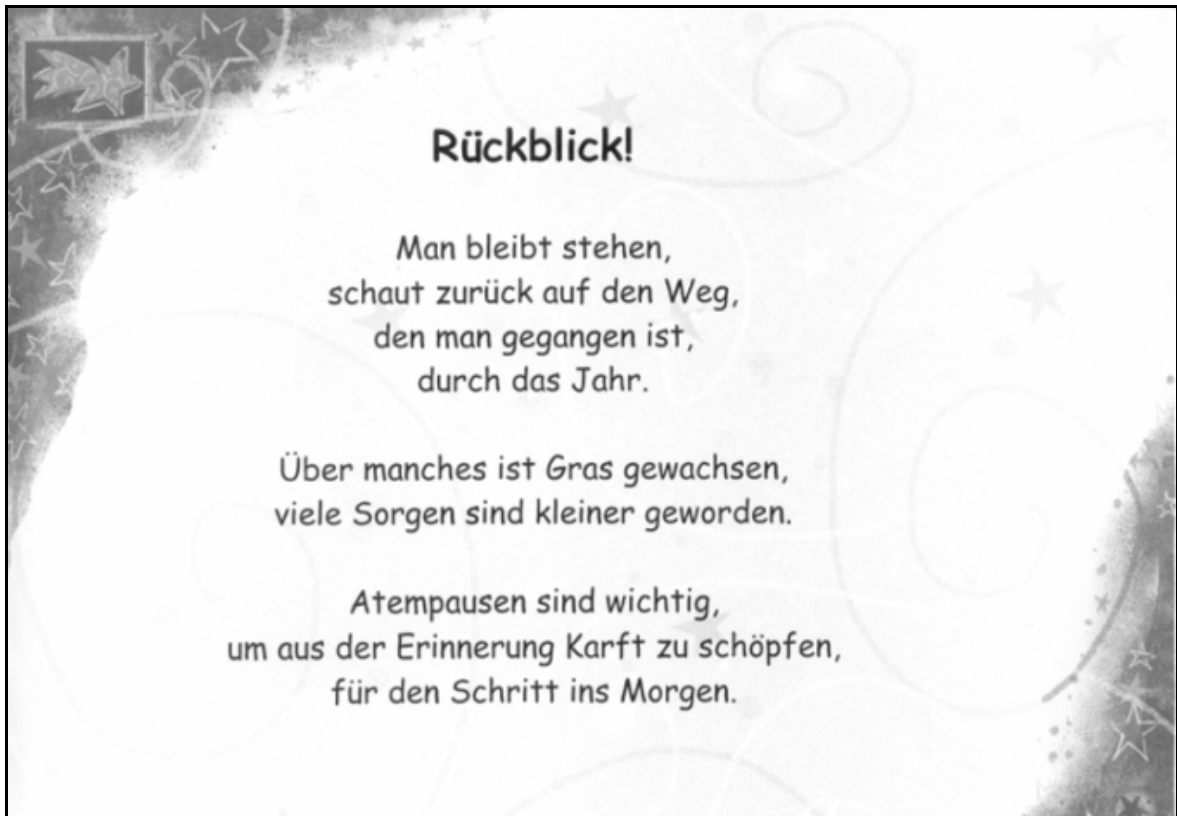 Rückblick!
Man bleibt stehen,
schaut zurück auf den Weg,
den man gegangen ist,
durch das Jahr.
Über manches ist Gras gewachsen,
viele Sorgen sind kleiner geworden.
Atempausen sind wichtig,
um aus der Erinnerung Karft zu schöpfen,
für den Schritt ins Morgen.